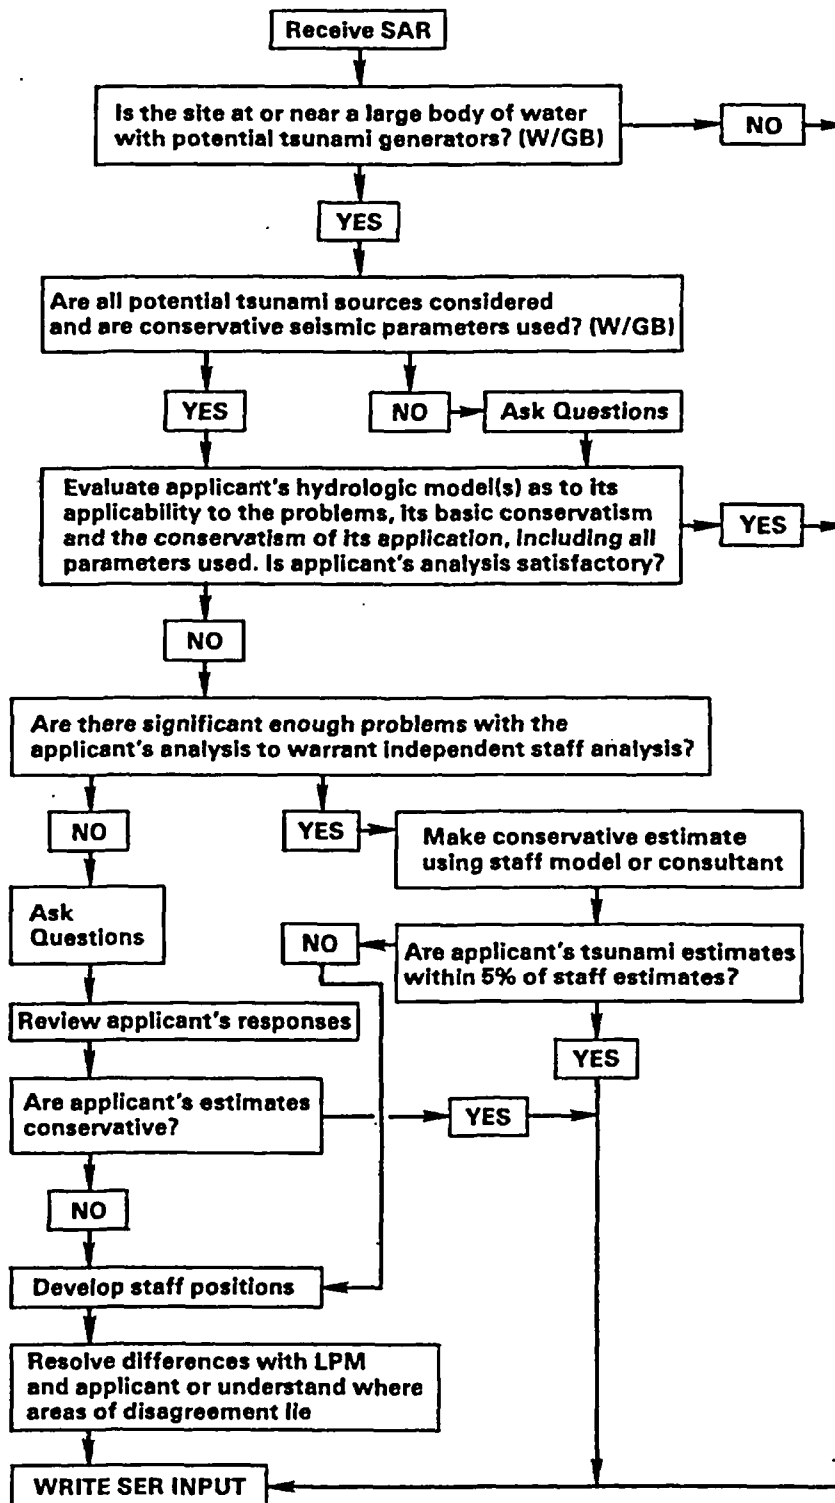 Receive SAR
Is the site at or near a large body of water
with potential tsunami generators? (W/GB)
NO
YES
Are all potential tsunami sources considered
and are conservative seismic parameters used? (W/GB)
YES
NO
Ask Questions
Evaluate applicant's hydrologic model(s) as to its
applicability to the problems, its basic conservatism
and the conservatism of its application, including all
parameters used. Is applicant's analysis satisfactory?
YES
NO
Are there significant enough problems with the
applicant's analysis to warrant independent staff analysis?
NO
YES
Make conservative estimate
using staff model or consultant
Ask
Questions
NO
Are applicant's tsunami estimates
within 5% of staff estimates?
Review applicant's responses
YES
Are applicant's estimates
conservative?
YES
NO
Develop staff positions
Resolve differences with LPM
and applicant or understand where
areas of disagreement lie
WRITE SER INPUT